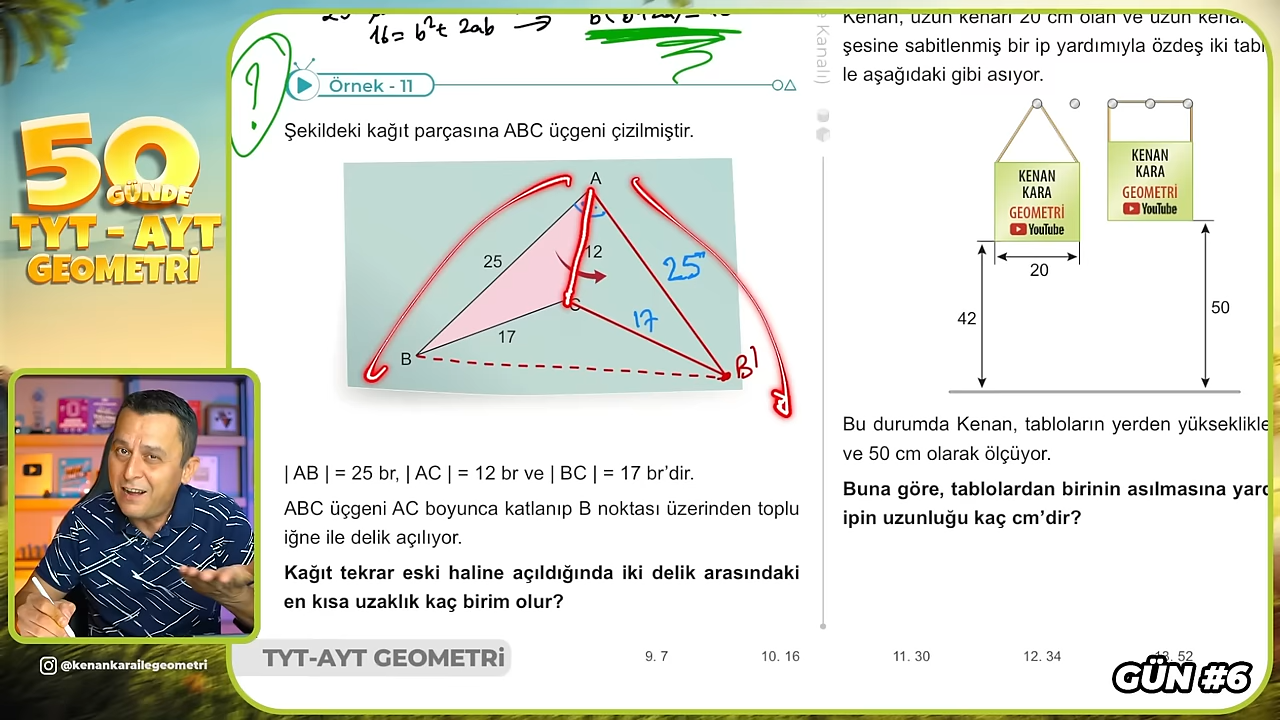 50
GÜNDE
TYT - AYT
GEOMETRİ
16 = b² + 2ab →
Örnek - 11
Şekildeki kağıt parçasına ABC üçgeni çizilmiştir.
A
25
12
25
C
17
17
B
B'
| AB | = 25 br, | AC | = 12 br ve | BC | = 17 br'dir.
ABC üçgeni AC boyunca katlanıp B noktası üzerinden toplu
iğne ile delik açılıyor.
Kağıt tekrar eski haline açıldığında iki delik arasındaki
en kısa uzaklık kaç birim olur?
Kenan, uzun kenarı 20 cm olan ve uzun
şesine sabitlenmiş bir ip yardımıyla özdeş iki
le aşağıdaki gibi asıyor.
KENAN
KARA
GEOMETRİ
YouTube
KENAN
KARA
GEOMETRİ
YouTube
20
42
50
Bu durumda Kenan, tabloların yerden
ve 50 cm olarak ölçüyor.
Buna göre, tablolardan birinin asılmasına
ipin uzunluğu kaç cm'dir?
@kenankarailegeometri
TYT-AYT GEOMETRİ
9. 7
10. 16
11. 30
12. 34
13. 52
GÜN #6